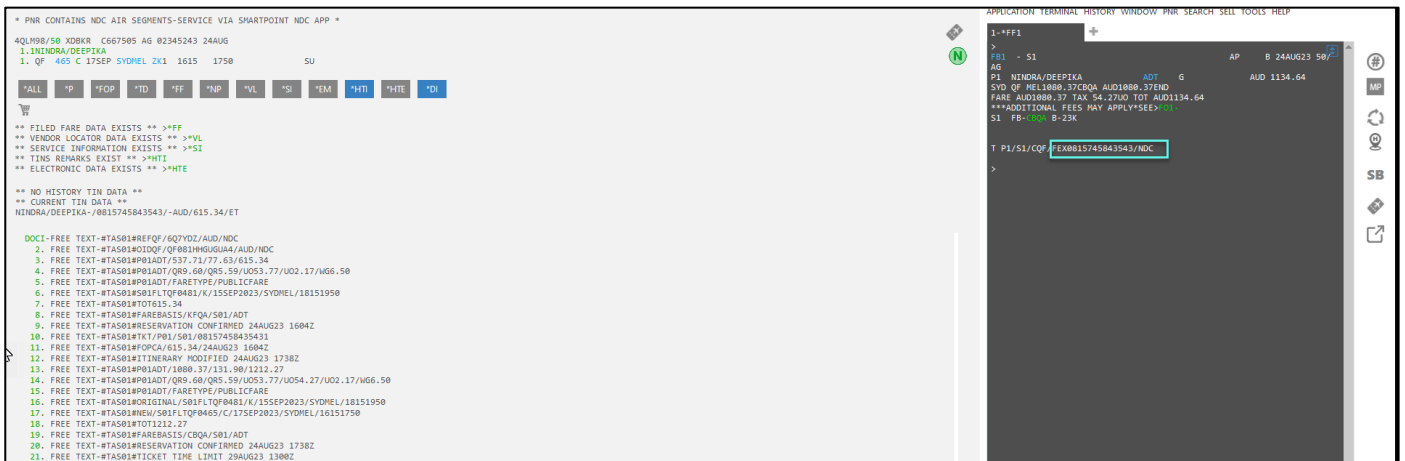 * PNR CONTAINS NDC AIR SEGMENTS-SERVICE VIA SMARTPOINT NDC APP *
4QLM98/50 XDBKR C667505 AG 02345243 24AUG
1.1NINDRA/DEEPIKA
1. QF 465 C 17SEP SYDMEL ZK1 1615 1750 SU
N
*ALL *P *FOP *TD *FF *NP *VL *SI *EM *HTI *HTE *DI
** FILED FARE DATA EXISTS ** >*FF
** VENDOR LOCATOR DATA EXISTS ** >*VL
** SERVICE INFORMATION EXISTS ** >*SI
** TINS REMARKS EXIST ** >*HTI
** ELECTRONIC DATA EXISTS ** >*HTE
** NO HISTORY TIN DATA **
** CURRENT TIN DATA **
NINDRA/DEEPIKA-/0815745843543/-AUD/615.34/ET
DOCI-FREE TEXT-#TAS01#REFQF/6Q7YDZ/AUD/NDC
2. FREE TEXT-#TAS01#OIDQF/QF081HHGUGUA4/AUD/NDC
3. FREE TEXT-#TAS01#P01ADT/537.71/77.63/615.34
4. FREE TEXT-#TAS01#P01ADT/QR9.60/QR5.59/UO53.77/UO2.17/WG6.50
5. FREE TEXT-#TAS01#P01ADT/FARETYPE/PUBLICFARE
6. FREE TEXT-#TAS01#S01FLTQF0481/K/15SEP2023/SYDMEL/18151950
7. FREE TEXT-#TAS01#TOT615.34
8. FREE TEXT-#TAS01#FAREBASIS/KFQA/S01/ADT
9. FREE TEXT-#TAS01#RESERVATION CONFIRMED 24AUG23 1604Z
10. FREE TEXT-#TAS01#TKT/P01/S01/08157458435431
11. FREE TEXT-#TAS01#FOPCA/615.34/24AUG23 1604Z
12. FREE TEXT-#TAS01#ITINERARY MODIFIED 24AUG23 1738Z
13. FREE TEXT-#TAS01#P01ADT/1080.37/131.90/1212.27
14. FREE TEXT-#TAS01#P01ADT/QR9.60/QR5.59/UO53.77/UO54.27/UO2.17/WG6.50
15. FREE TEXT-#TAS01#P01ADT/FARETYPE/PUBLICFARE
16. FREE TEXT-#TAS01#ORIGINAL/S01FLTQF0481/K/15SEP2023/SYDMEL/18151950
17. FREE TEXT-#TAS01#NEW/S01FLTQF0465/C/17SEP2023/SYDMEL/16151750
18. FREE TEXT-#TAS01#TOT1212.27
19. FREE TEXT-#TAS01#FAREBASIS/CBQA/S01/ADT
20. FREE TEXT-#TAS01#RESERVATION CONFIRMED 24AUG23 1738Z
21. FREE TEXT-#TAS01#TICKET TIME LIMIT 29AUG23 1300Z
APPLICATION TERMINAL HISTORY WINDOW PNR SEARCH SELL TOOLS HELP
1-*FF1 +
>
FB1 - S1 AP B 24AUG23 50/
AG
P1 NINDRA/DEEPIKA ADT G AUD 1134.64
SYD QF MEL1080.37CBQA AUD1080.37END
FARE AUD1080.37 TAX 54.27UO TOT AUD1134.64
***ADDITIONAL FEES MAY APPLY*SEE>FO1-
S1 FB-CBQA B-23K
T P1/S1/CQF/FEX0815745843543/NDC
>
#
MP
H
SB